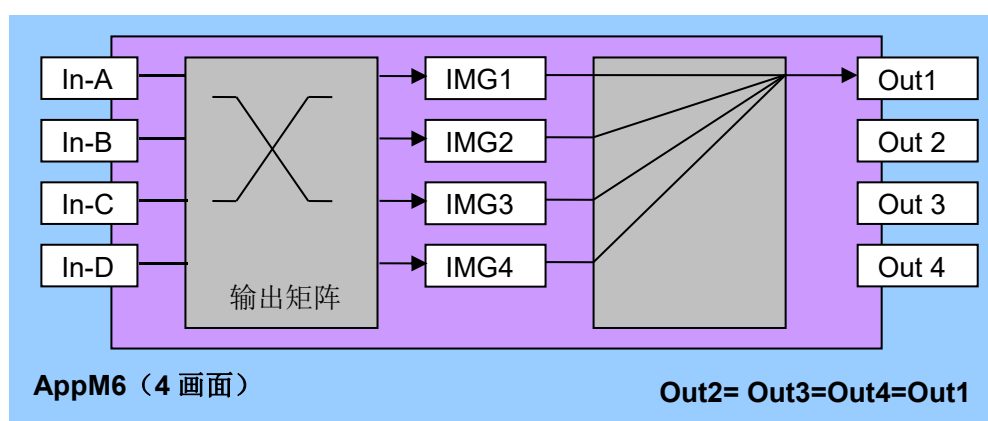 In-A
IMG1
Out1
In-B
IMG2
Out 2
In-C
IMG3
Out 3
In-D
IMG4
Out 4
输出矩阵
AppM6（4 画面）
Out2= Out3=Out4=Out1